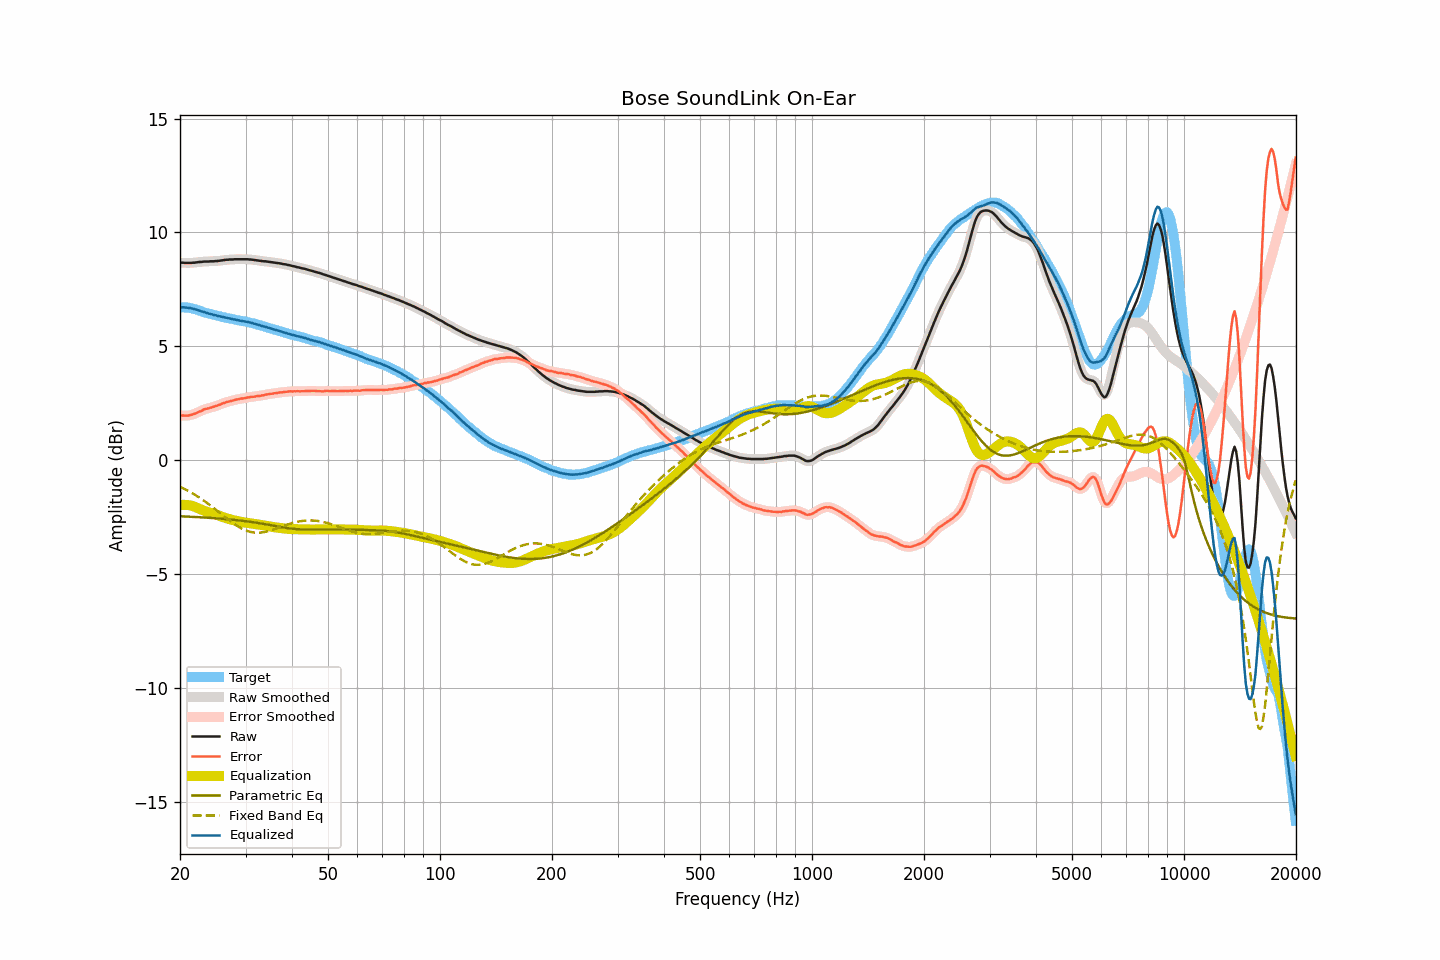 Bose SoundLink On-Ear
15
10
5
0
−5
−10
−15
Amplitude (dBr)
Target
Raw Smoothed
Error Smoothed
Raw
Error
Equalization
Parametric Eq
Fixed Band Eq
Equalized
20 50 100 200 500 1000 2000 5000 10000 20000
Frequency (Hz)